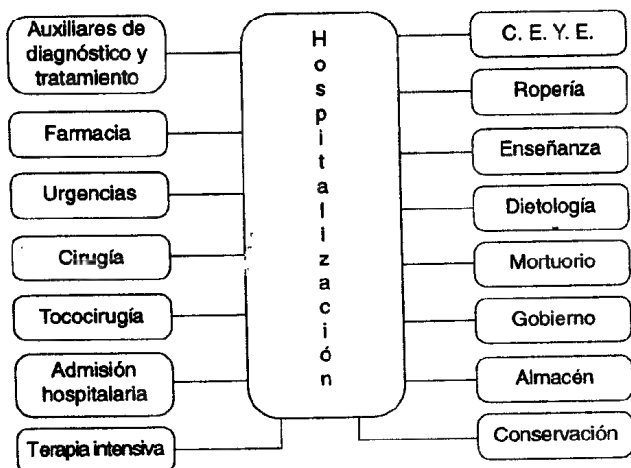 Auxiliares de
diagnóstico y
tratamiento
Farmacia
Urgencias
Cirugía
Tococirugía
Admisión
hospitalaria
Terapia intensiva
Hospitalización
C. E. Y. E.
Ropería
Enseñanza
Dietología
Mortuorio
Gobierno
Almacén
Conservación